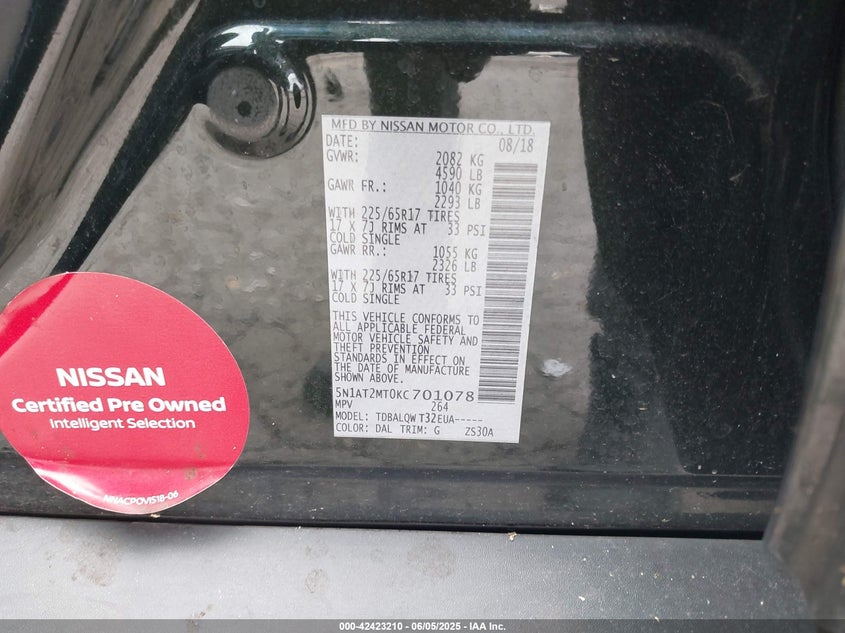 MFD BY NISSAN MOTOR CO., LTD.
DATE: 08/18
GVWR: 2082 KG
4590 LB
GAWR FR.: 1040 KG
2293 LB
WITH 225/65R17 TIRES
17 X 7J RIMS AT 33 PSI
COLD SINGLE
GAWR RR.: 1055 KG
2326 LB
WITH 225/65R17 TIRES
17 X 7J RIMS AT 33 PSI
COLD SINGLE
THIS VEHICLE CONFORMS TO
ALL APPLICABLE FEDERAL
MOTOR VEHICLE SAFETY AND
THEFT PREVENTION
STANDARDS IN EFFECT ON
THE DATE OF MANUFACTURE
SHOWN ABOVE.
5N1AT2MT0KC701078
MPV 264
MODEL: TDBALQW T32EUA-----
COLOR: DAL TRIM: G ZS30A
NISSAN
Certified Pre Owned
Intelligent Selection
NNACPOVIS18-06
000-42423210 - 06/05/2025 - IAA Inc.